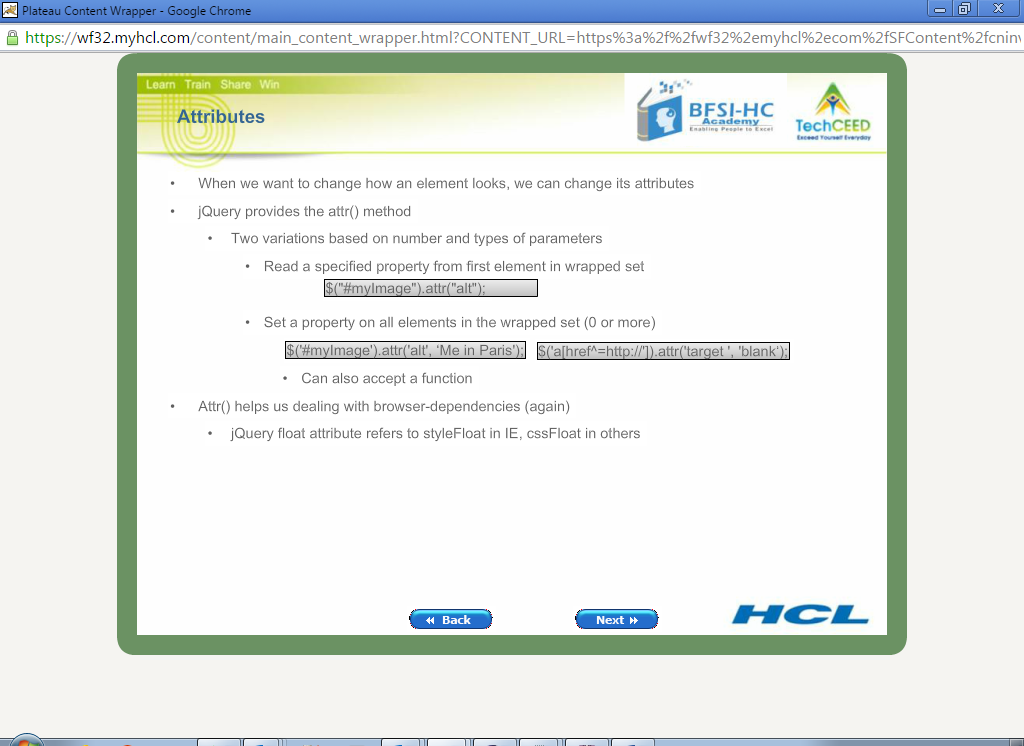 Plateau Content Wrapper - Google Chrome
https://wf32.myhcl.com/content/main_content_wrapper.html?CONTENT_URL=https%3a%2f%2fwf32%2emyhcl%2ecom%2fSFContent%2fcninv
Learn Train Share Win
Attributes
BFSI-HC
Academy
Enabling People to Excel
TechCEED
Exceed Yourself Everyday
• When we want to change how an element looks, we can change its attributes
• jQuery provides the attr() method
• Two variations based on number and types of parameters
• Read a specified property from first element in wrapped set
$("#myImage").attr("alt");
• Set a property on all elements in the wrapped set (0 or more)
$('#myImage').attr('alt', ‘Me in Paris'); $('a[href^=http://']).attr('target ', 'blank‘);
• Can also accept a function
• Attr() helps us dealing with browser-dependencies (again)
• jQuery float attribute refers to styleFloat in IE, cssFloat in others
Back Next
HCL